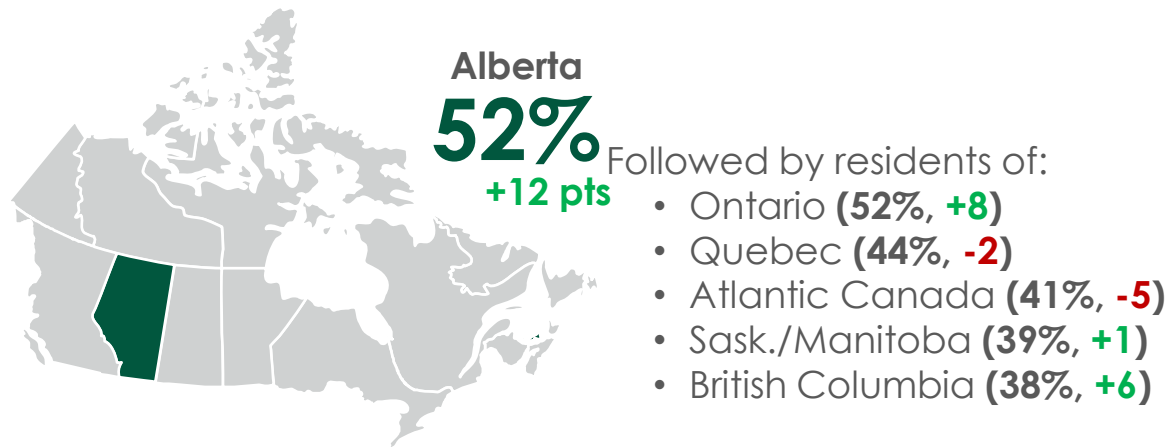 Alberta
52%
+12 pts
Followed by residents of:
• Ontario (52%, +8)
• Quebec (44%, -2)
• Atlantic Canada (41%, -5)
• Sask./Manitoba (39%, +1)
• British Columbia (38%, +6)